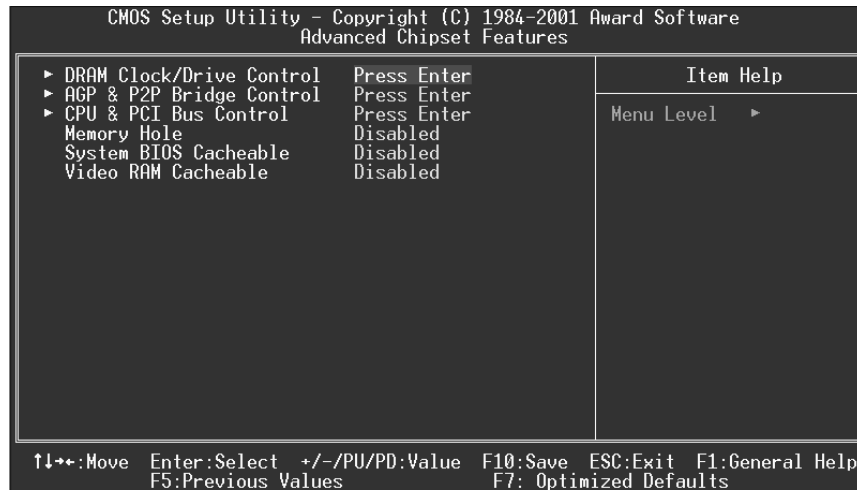 CMOS Setup Utility – Copyright (C) 1984-2001 Award Software
Advanced Chipset Features
► DRAM Clock/Drive Control Press Enter
► AGP & P2P Bridge Control Press Enter
► CPU & PCI Bus Control Press Enter
Memory Hole Disabled
System BIOS Cacheable Disabled
Video RAM Cacheable Disabled
Item Help
Menu Level ►
↑↓→←:Move Enter:Select +/-/PU/PD:Value F10:Save ESC:Exit F1:General Help
F5:Previous Values F7: Optimized Defaults